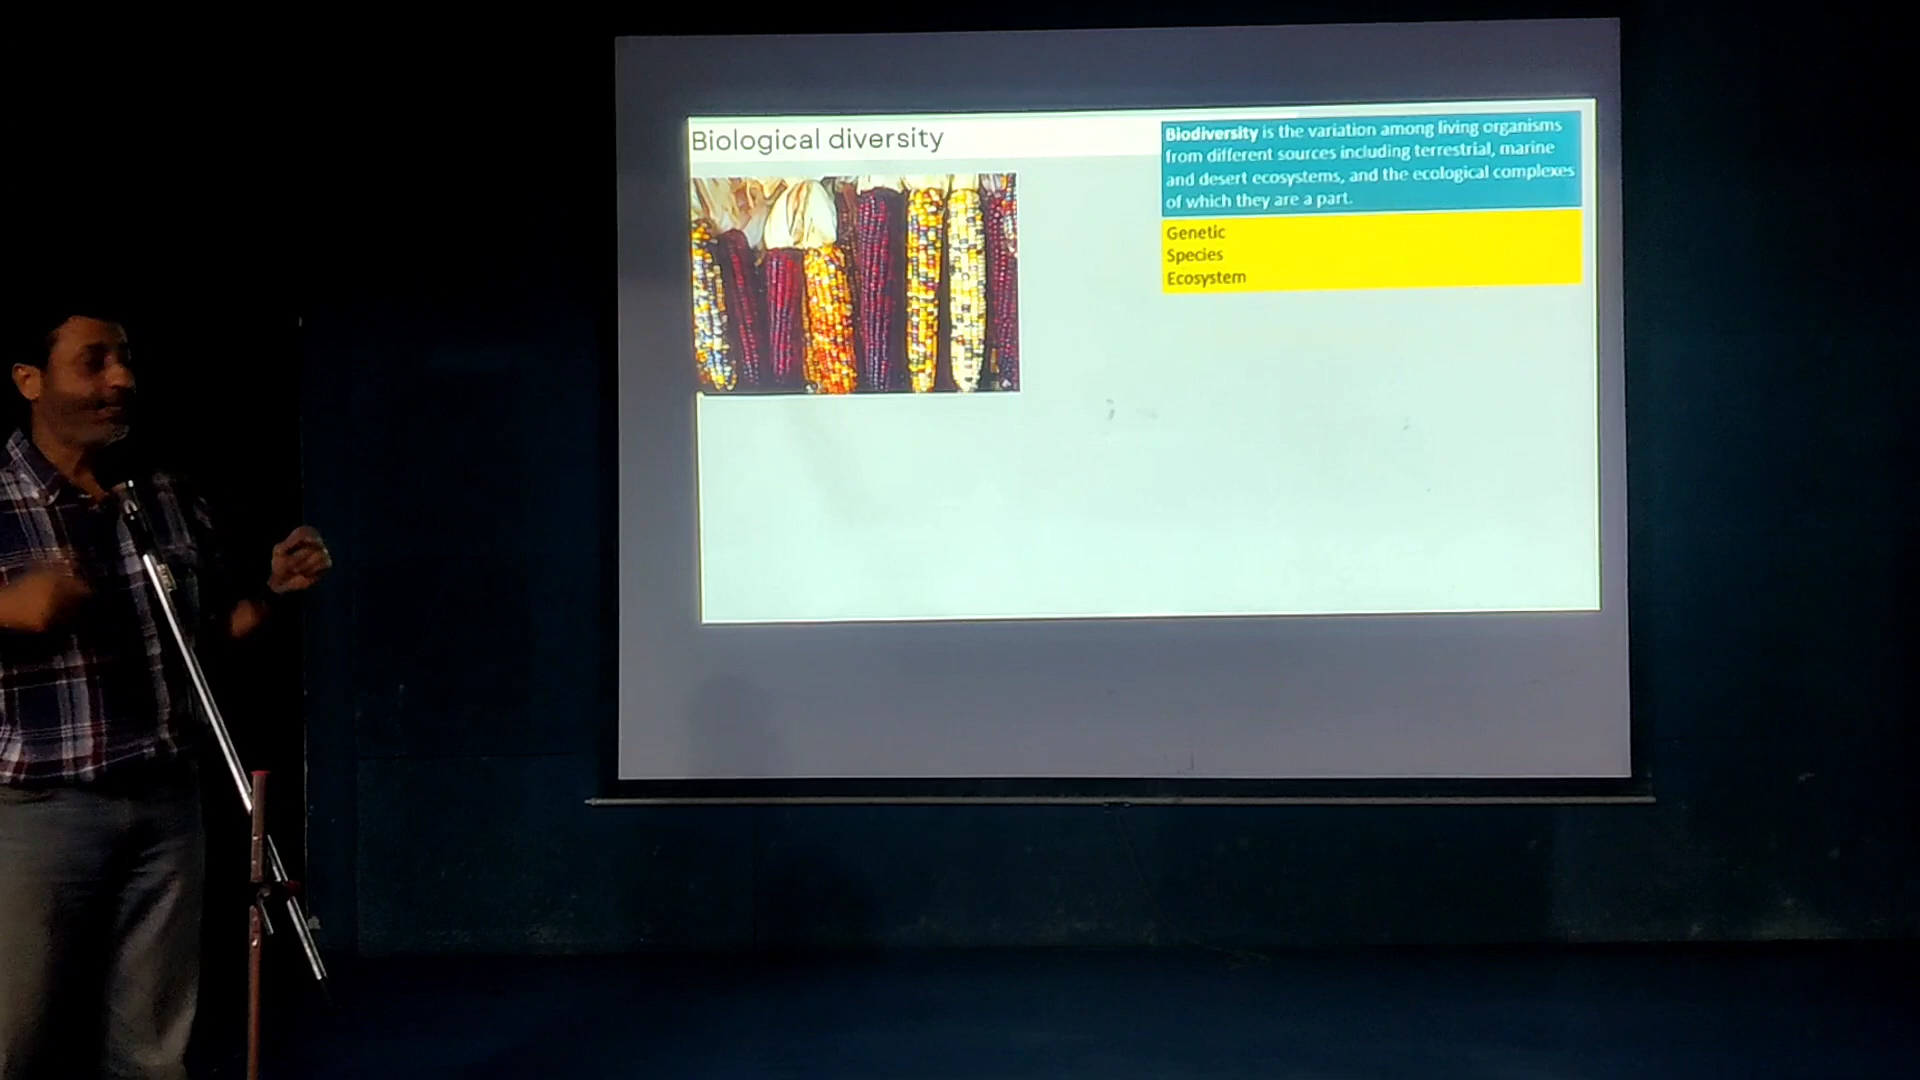 Biological diversity
Biodiversity is the variation among living organisms
from different sources including terrestrial, marine
and desert ecosystems, and the ecological complexes
of which they are a part.
Genetic
Species
Ecosystem